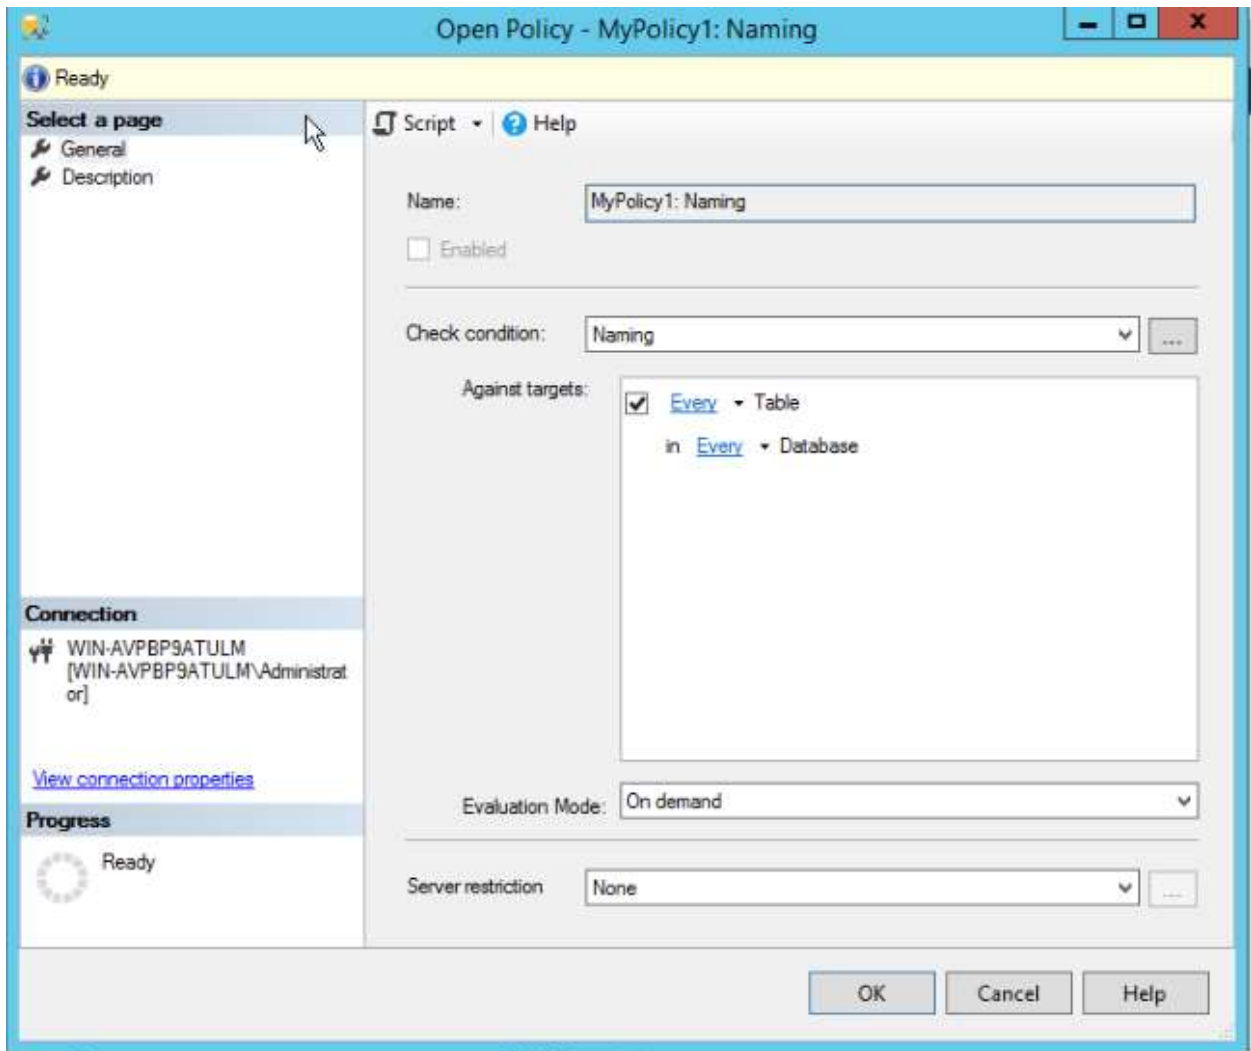 Open Policy - MyPolicy1: Naming
Ready
Select a page
General
Description
Script
Help
Name:
MyPolicy1: Naming
Enabled
Check condition:
Naming
...
Against targets:
Every Table
in Every Database
Connection
WIN-AVPBP9ATULM
[WIN-AVPBP9ATULM\Administrat
or]
View connection properties
Progress
Ready
Evaluation Mode:
On demand
Server restriction
None
...
OK
Cancel
Help